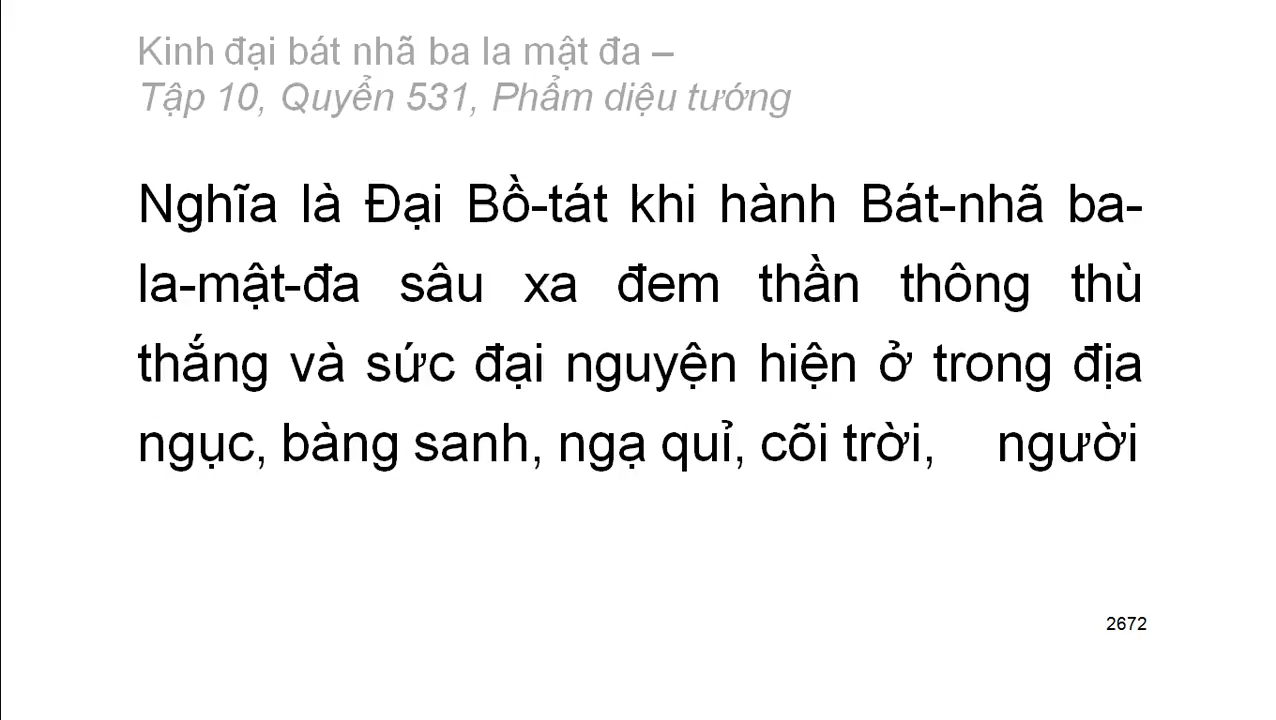 Kinh đại bát nhã ba la mật đa –
Tập 10, Quyển 531, Phẩm diệu tướng
Nghĩa là Đại Bồ-tát khi hành Bát-nhã ba-
la-mật-đa sâu xa đem thần thông thù
thắng và sức đại nguyện hiện ở trong địa
ngục, bàng sanh, ngạ quỉ, cõi trời, người
2672